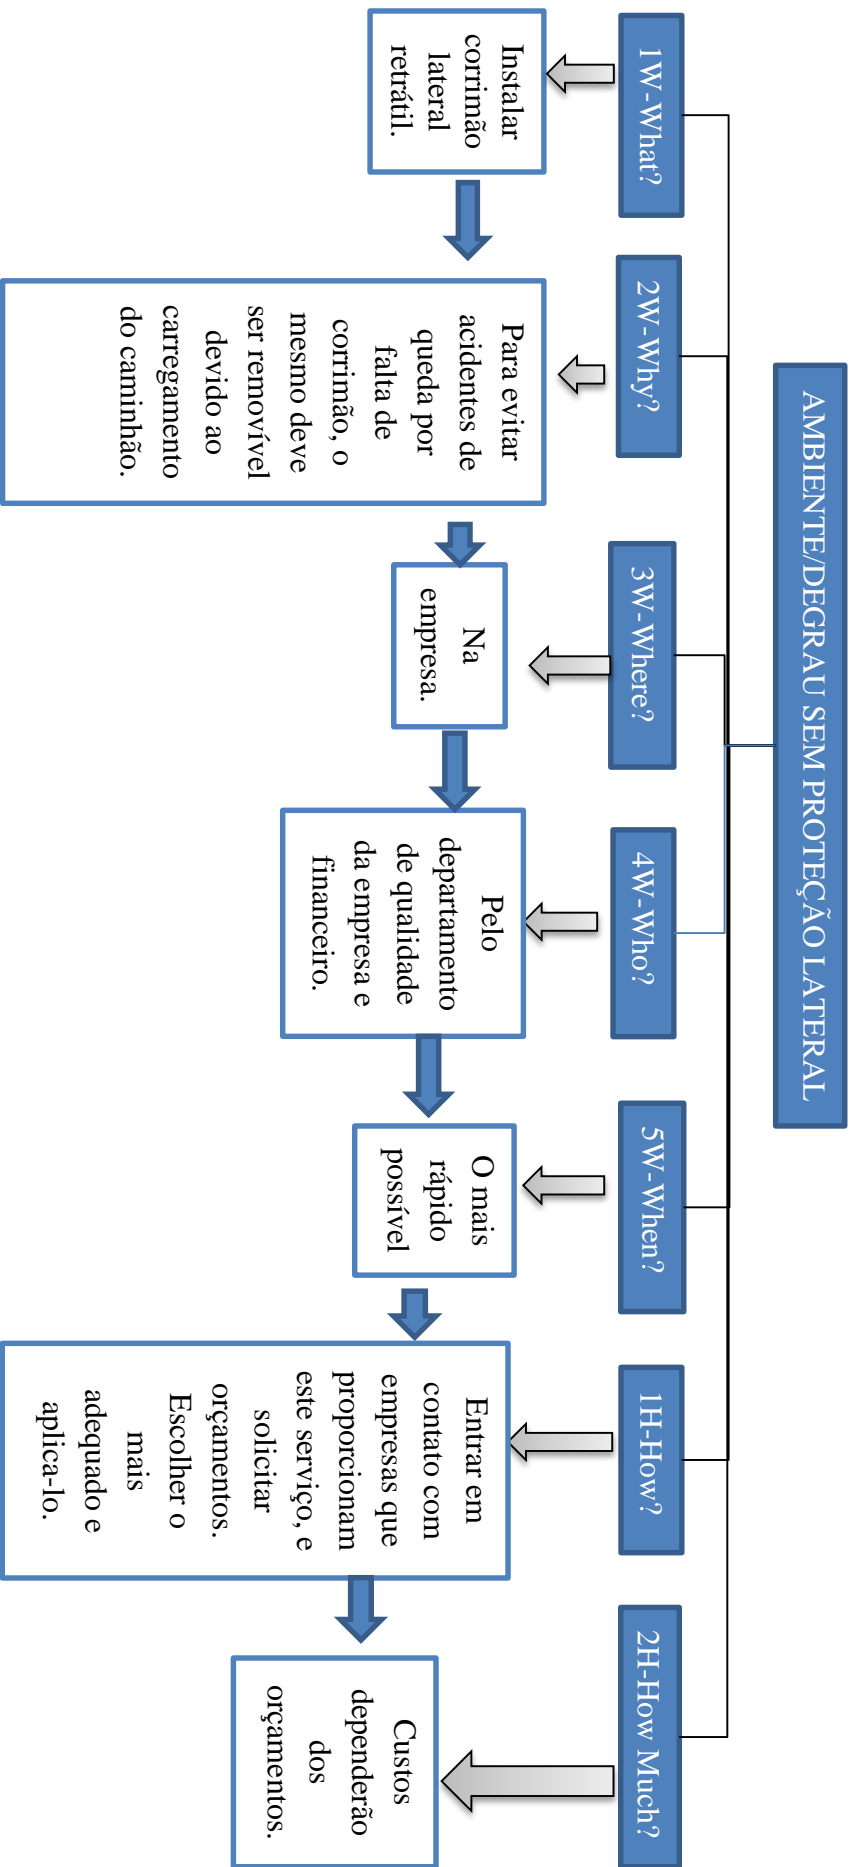 AMBIENTE/DEGRAU SEM PROTEÇÃO LATERAL
1W-What?
2W-Why?
3W-Where?
4W-Who?
5W-When?
1H-How?
2H-How Much?
Instalar
corrimão
lateral
retrátil.
Para evitar
acidentes de
queda por
falta de
corrimão, o
mesmo deve
ser removível
devido ao
carregamento
do caminhão.
Na
empresa.
Pelo
departamento
de qualidade
da empresa e
financeiro.
O mais
rápido
possível
Entrar em
contato com
empresas que
proporcionam
este serviço, e
solicitar
orçamentos.
Escolher o
mais
adequado e
aplica-lo.
Custos
dependerão
dos
orçamentos.